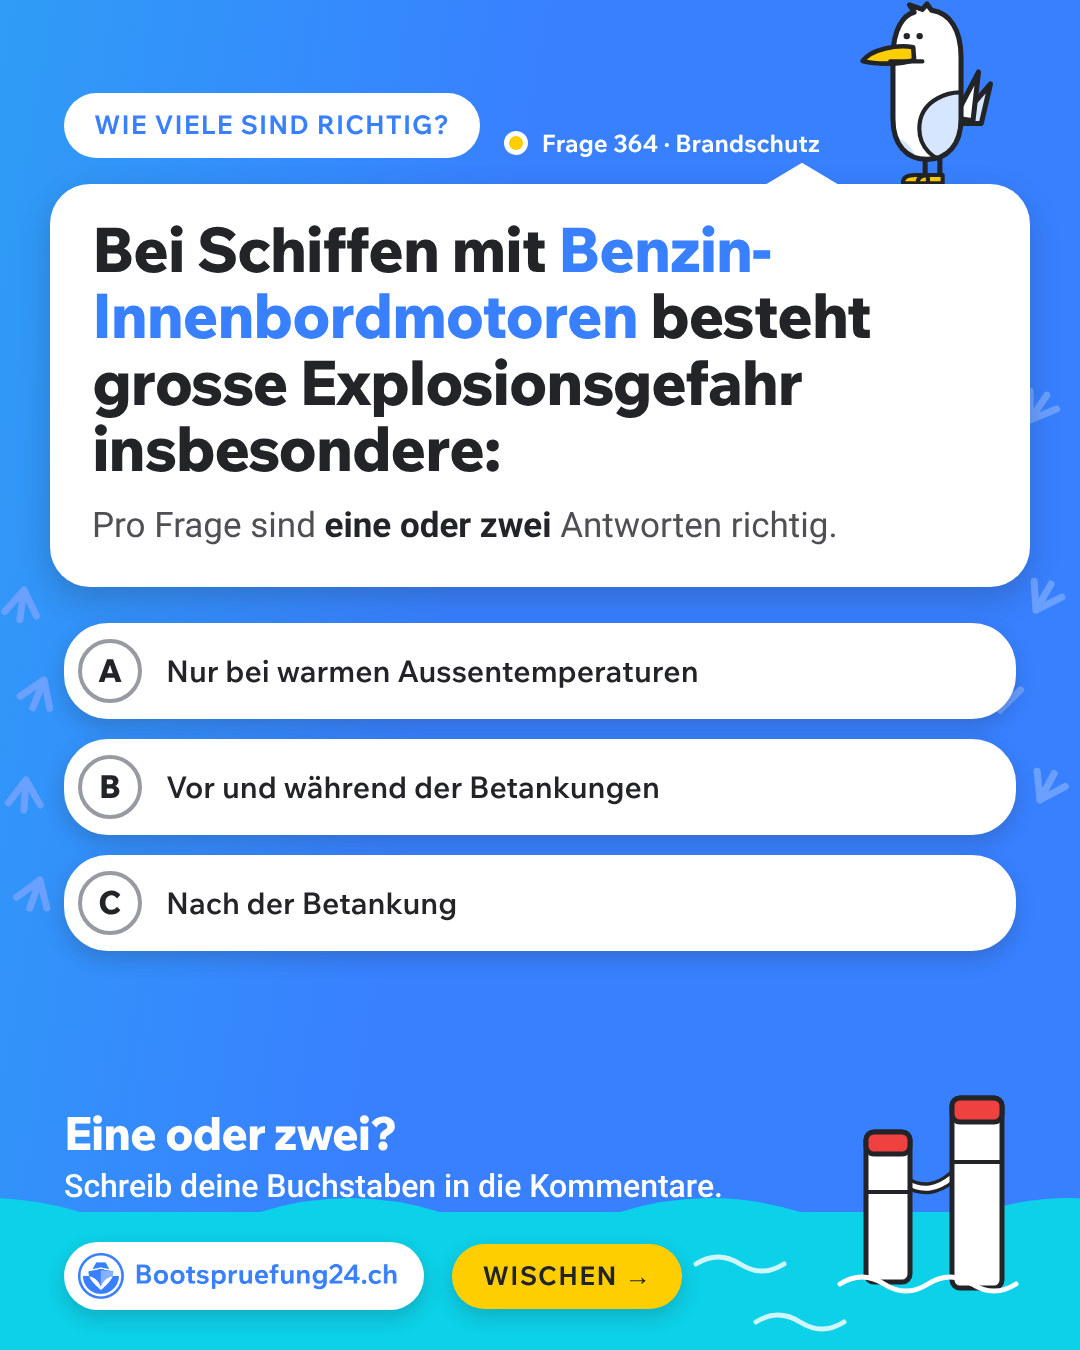 WIE VIELE SIND RICHTIG?
Frage 364 · Brandschutz
Bei Schiffen mit Benzin-
Innenbordmotoren besteht
grosse Explosionsgefahr
insbesondere:
Pro Frage sind eine oder zwei Antworten richtig.
A Nur bei warmen Aussentemperaturen
B Vor und während der Betankungen
C Nach der Betankung
Eine oder zwei?
Schreib deine Buchstaben in die Kommentare.
Bootspruefung24.ch
WISCHEN →